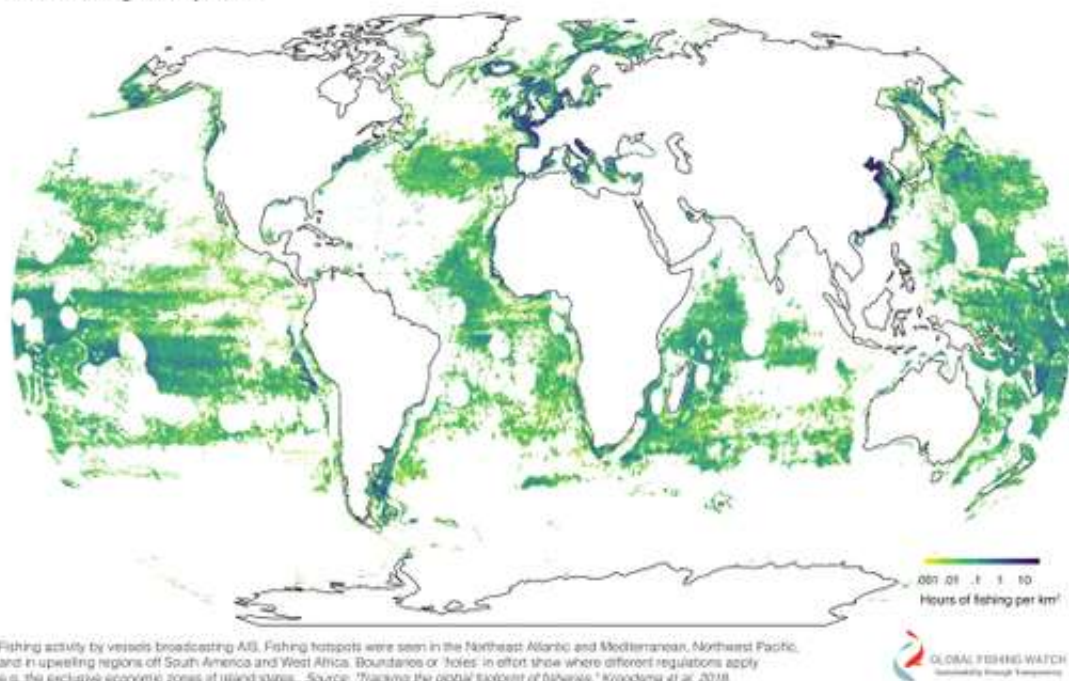 .001 .01 .1 1 10
Hours of fishing per km²
Fishing activity by vessels broadcasting AIS. Fishing hotspots were seen in the Northeast Atlantic and Mediterranean, Northwest Pacific,
and in upwelling regions off South America and West Africa. Boundaries or 'holes' in effort show where different regulations apply
e.g. the exclusive economic zones of island states. Source: "Tracking the global footprint of fisheries." Kroodsma et al. 2018
GLOBAL FISHING WATCH
Sustainability through Transparency